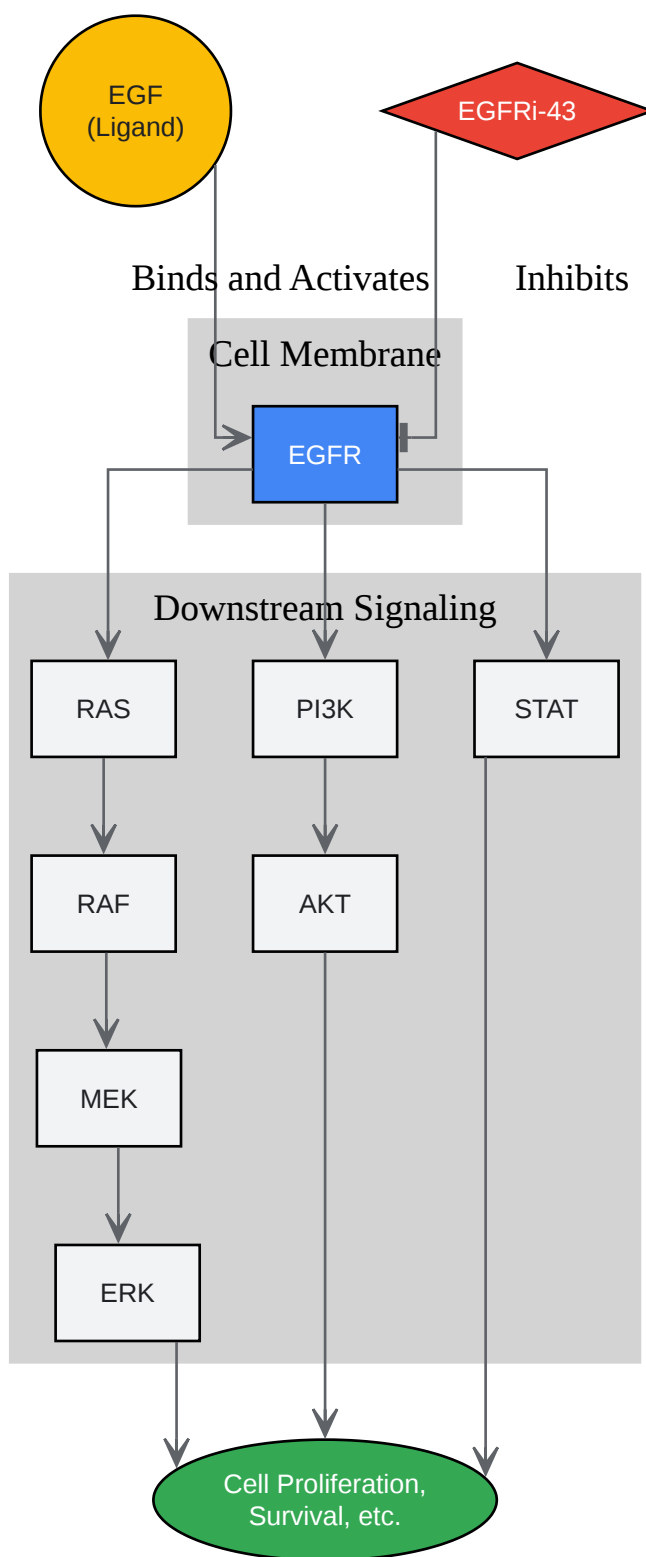 EGF
(Ligand)
EGFRi-43
Binds and Activates
Inhibits
Cell Membrane
EGFR
Downstream Signaling
RAS
PI3K
STAT
RAF
AKT
MEK
ERK
Cell Proliferation,
Survival, etc.